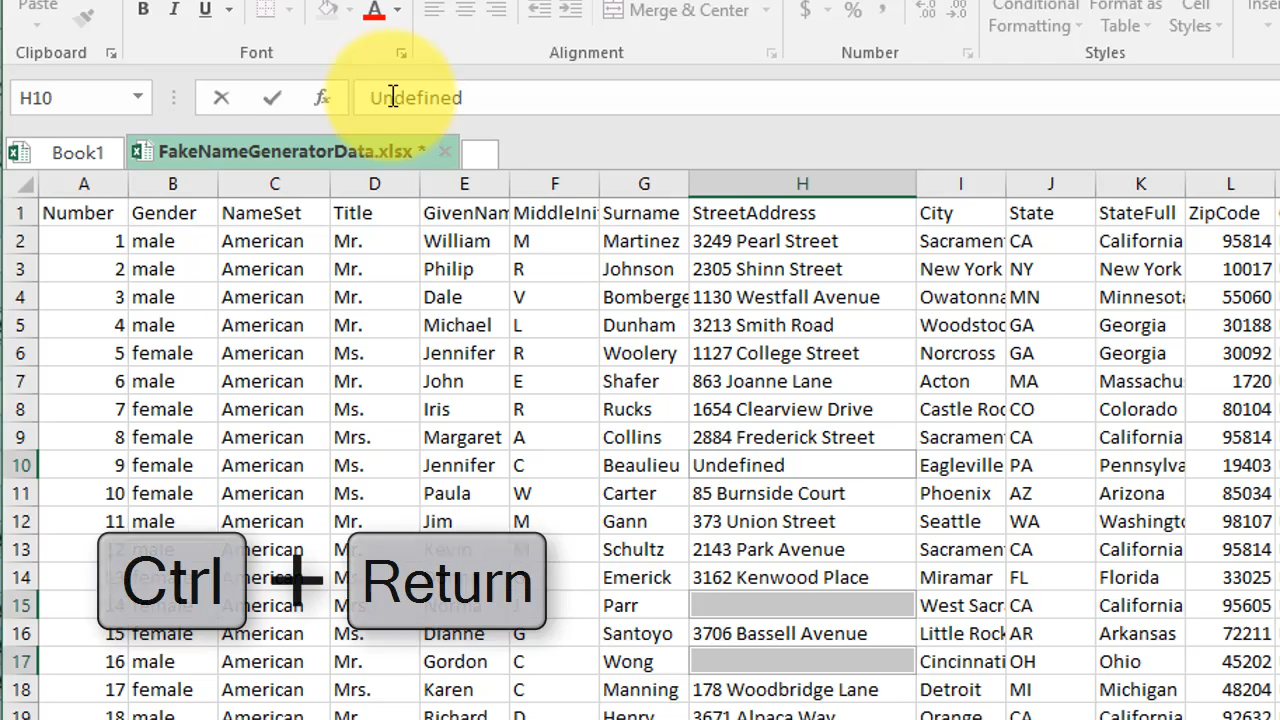 Paste B I U A Merge & Center $ % , Conditional Format as Cell
Clipboard Font Alignment Number Formatting Table Styles
Styles
H10 fx Undefined
Book1 FakeNameGeneratorData.xlsx *
A B C D E F G H I J K L
1 Number Gender NameSet Title GivenNam MiddleInit Surname StreetAddress City State StateFull ZipCode
2 1 male American Mr. William M Martinez 3249 Pearl Street Sacramen CA California 95814
3 2 male American Mr. Philip R Johnson 2305 Shinn Street New York NY New York 10017
4 3 male American Mr. Dale V Bomberge 1130 Westfall Avenue Owatonna MN Minnesota 55060
5 4 male American Mr. Michael L Dunham 3213 Smith Road Woodstoc GA Georgia 30188
6 5 female American Ms. Jennifer R Woolery 1127 College Street Norcross GA Georgia 30092
7 6 male American Mr. John E Shafer 863 Joanne Lane Acton MA Massachu 1720
8 7 female American Ms. Iris R Rucks 1654 Clearview Drive Castle Roc CO Colorado 80104
9 8 female American Mrs. Margaret A Collins 2884 Frederick Street Sacramen CA California 95814
10 9 female American Ms. Jennifer C Beaulieu Undefined Eagleville PA Pennsylva 19403
11 10 female American Ms. Paula W Carter 85 Burnside Court Phoenix AZ Arizona 85034
12 11 male American Mr. Jim M Gann 373 Union Street Seattle WA Washingt 98107
13 12 male American Mr. Kevin M Schultz 2143 Park Avenue Sacramen CA California 95814
14 13 American Emerick 3162 Kenwood Place Miramar FL Florida 33025
Ctrl + Return
15 14 American Norma J Parr West Sacr CA California 95605
16 15 female American Ms. Dianne G Santoyo 3706 Bassell Avenue Little Rock AR Arkansas 72211
17 16 male American Mr. Gordon C Wong Cincinnati OH Ohio 45202
18 17 female American Mrs. Karen C Manning 178 Woodbridge Lane Detroit MI Michigan 48204
19 18 male American Mr. Richard D Henry 3671 Alpaca Way Orange CA California 92632